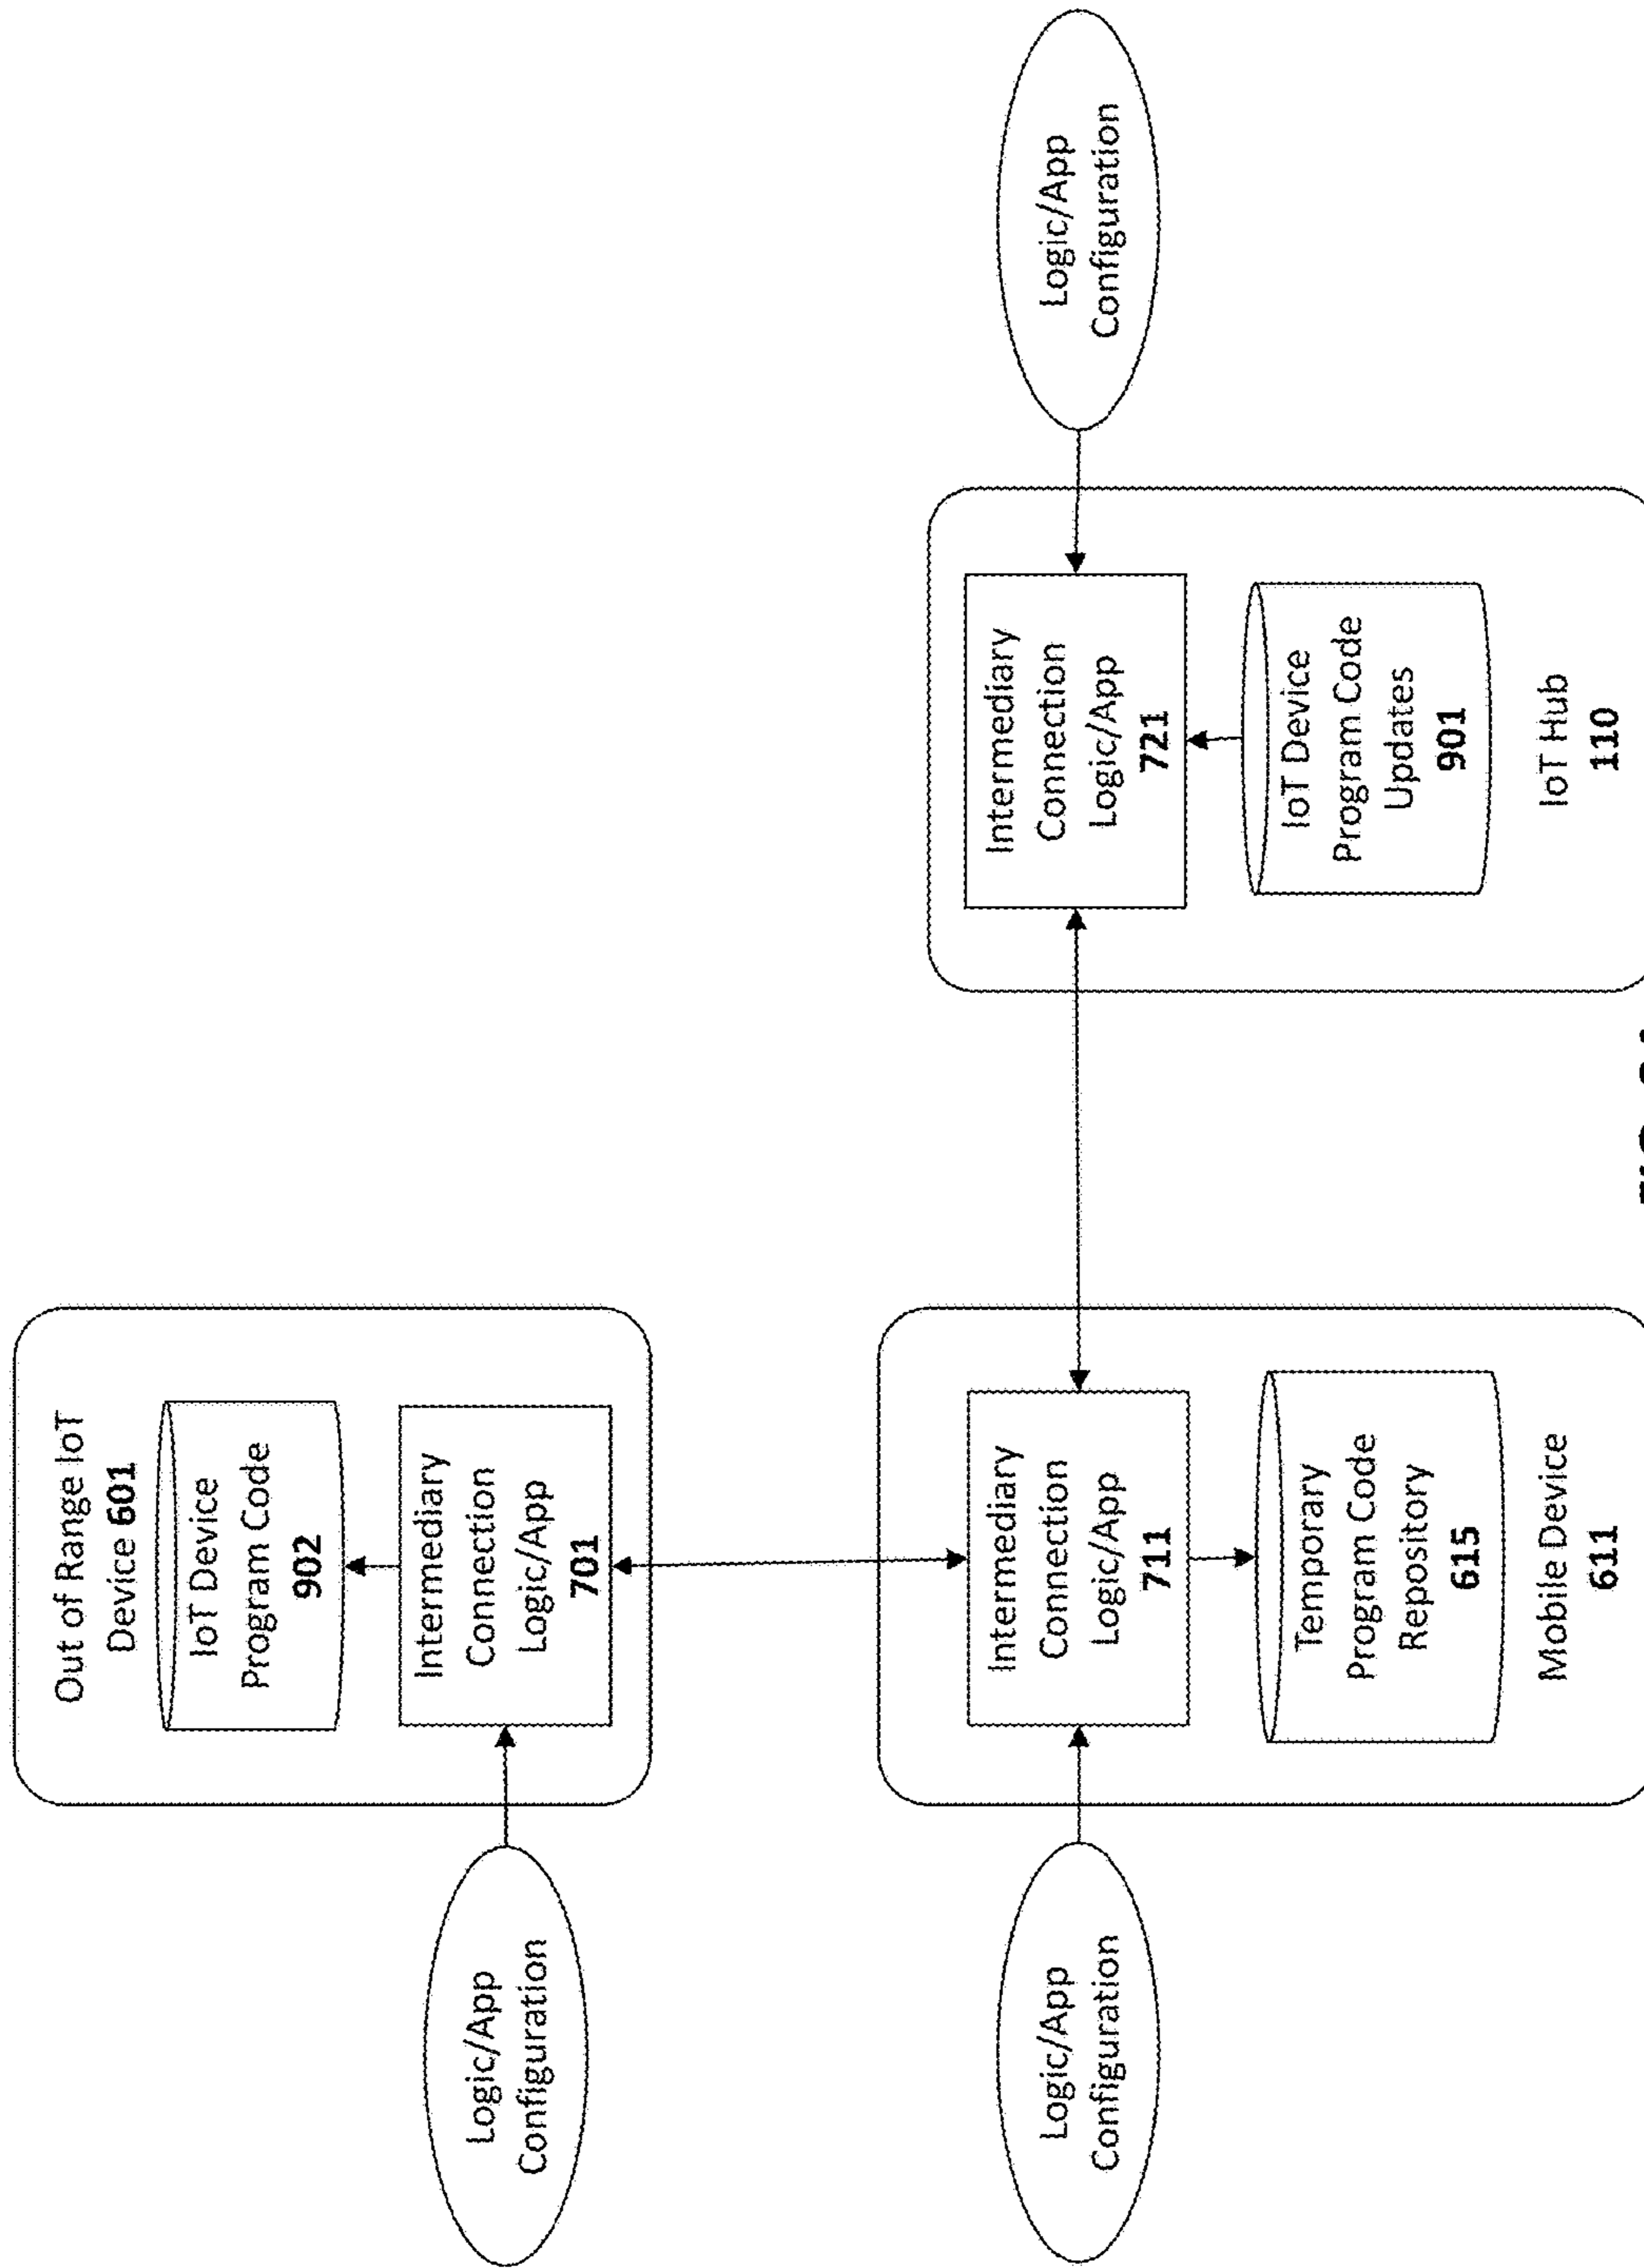 Out of Range IoT
Device 601
IoT Device
Program Code
902
Intermediary
Connection
Logic/App
701
Logic/App
Configuration
Logic/App
Configuration
Intermediary
Connection
Logic/App
711
Temporary
Program Code
Repository
615
Mobile Device
611
Intermediary
Connection
Logic/App
721
IoT Device
Program Code
Updates
901
IoT Hub
110
Logic/App
Configuration